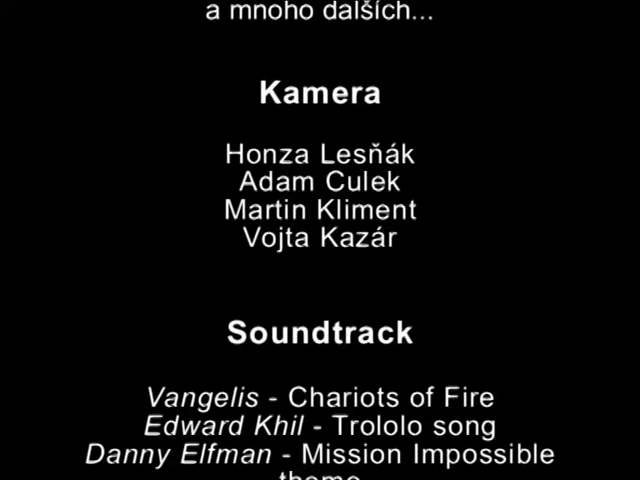 a mnoho dalších...
Kamera
Honza Lesňák
Adam Culek
Martin Kliment
Vojta Kazár
Soundtrack
Vangelis - Chariots of Fire
Edward Khil - Trololo song
Danny Elfman - Mission Impossible
theme